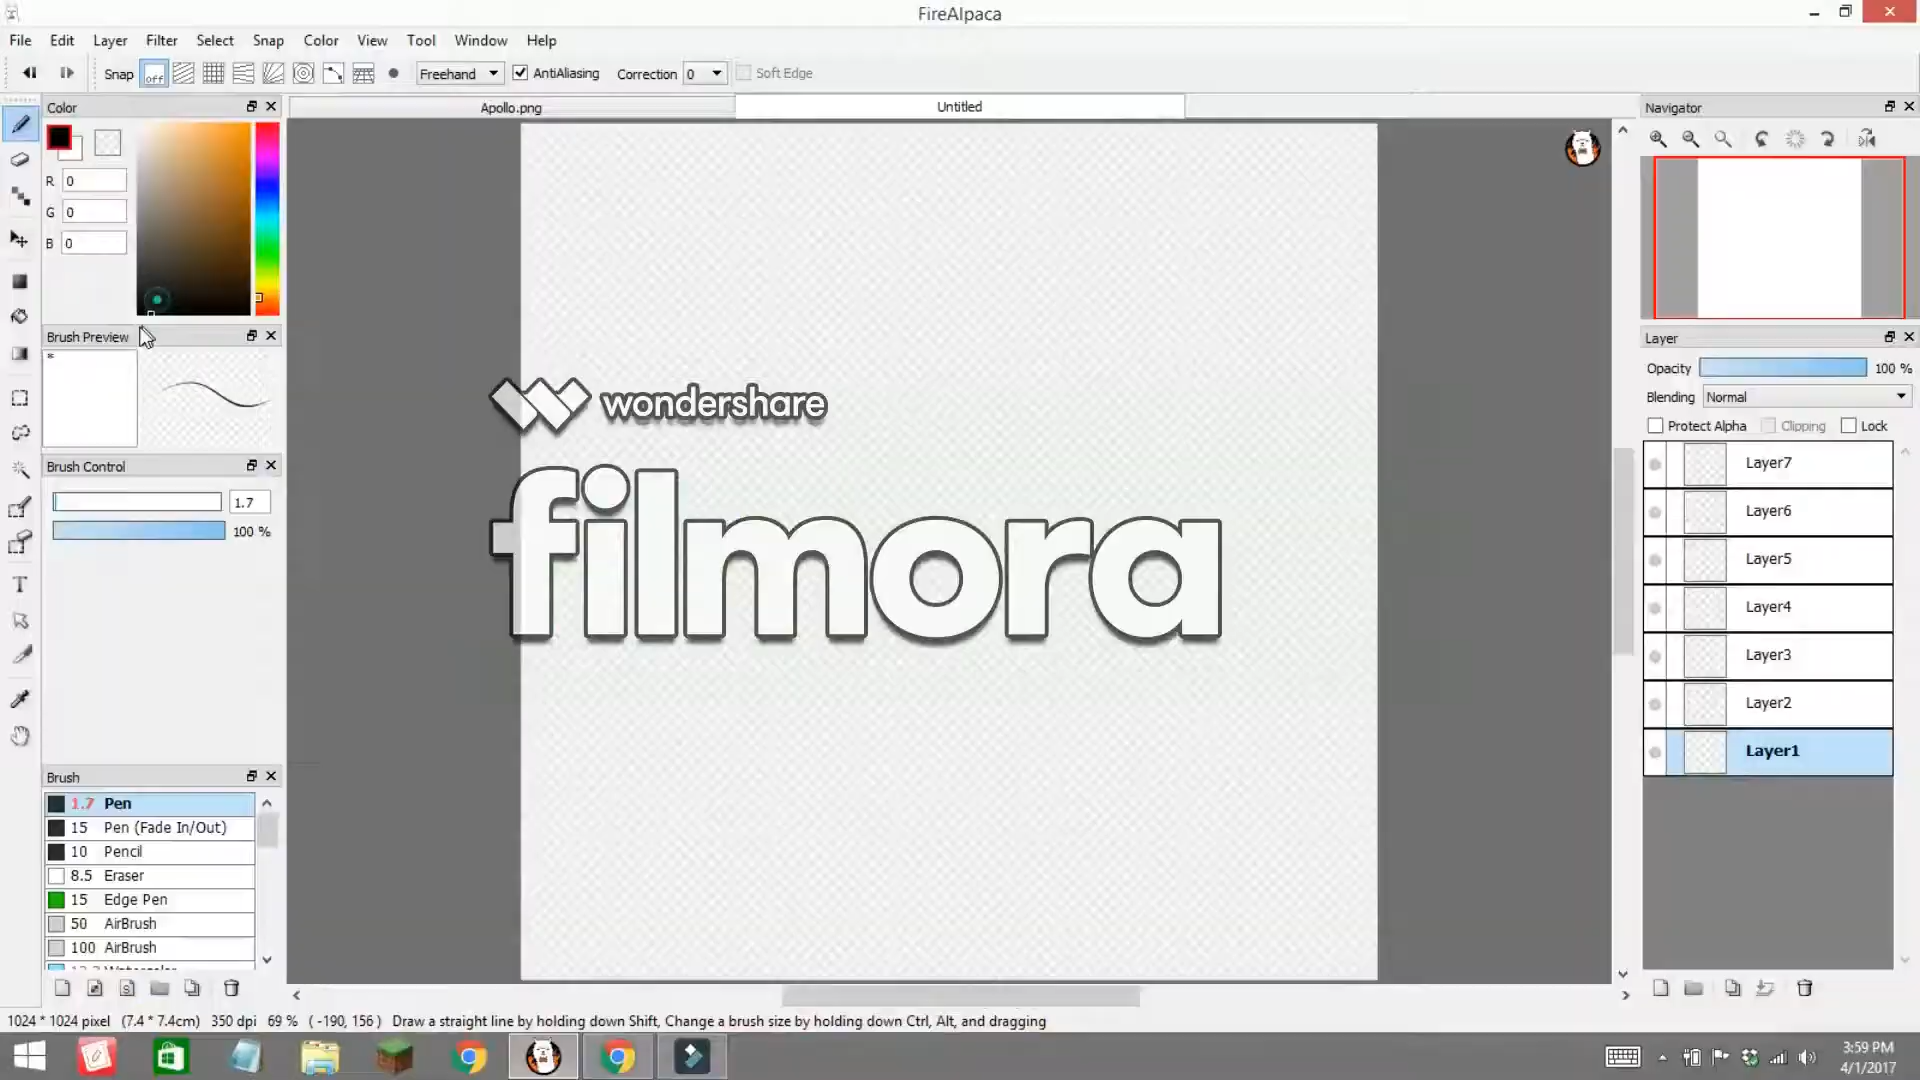 FireAlpaca
File Edit Layer Filter Select Snap Color View Tool Window Help
Snap off Freehand AntiAliasing Correction 0 Soft Edge
Color
Apollo.png
Untitled
Navigator
R 0
G 0
B 0
Brush Preview
*
Layer
Opacity 100 %
Blending Normal
Protect Alpha Clipping Lock
wondershare
filmora
Brush Control
1.7
100 %
Layer7
Layer6
Layer5
Layer4
Layer3
Layer2
Layer1
Brush
1.7 Pen
15 Pen (Fade In/Out)
10 Pencil
8.5 Eraser
15 Edge Pen
50 AirBrush
100 AirBrush
1024 * 1024 pixel (7.4 * 7.4cm) 350 dpi 69 % ( -190, 156 ) Draw a straight line by holding down Shift, Change a brush size by holding down Ctrl, Alt, and dragging
T
3:59 PM
4/1/2017